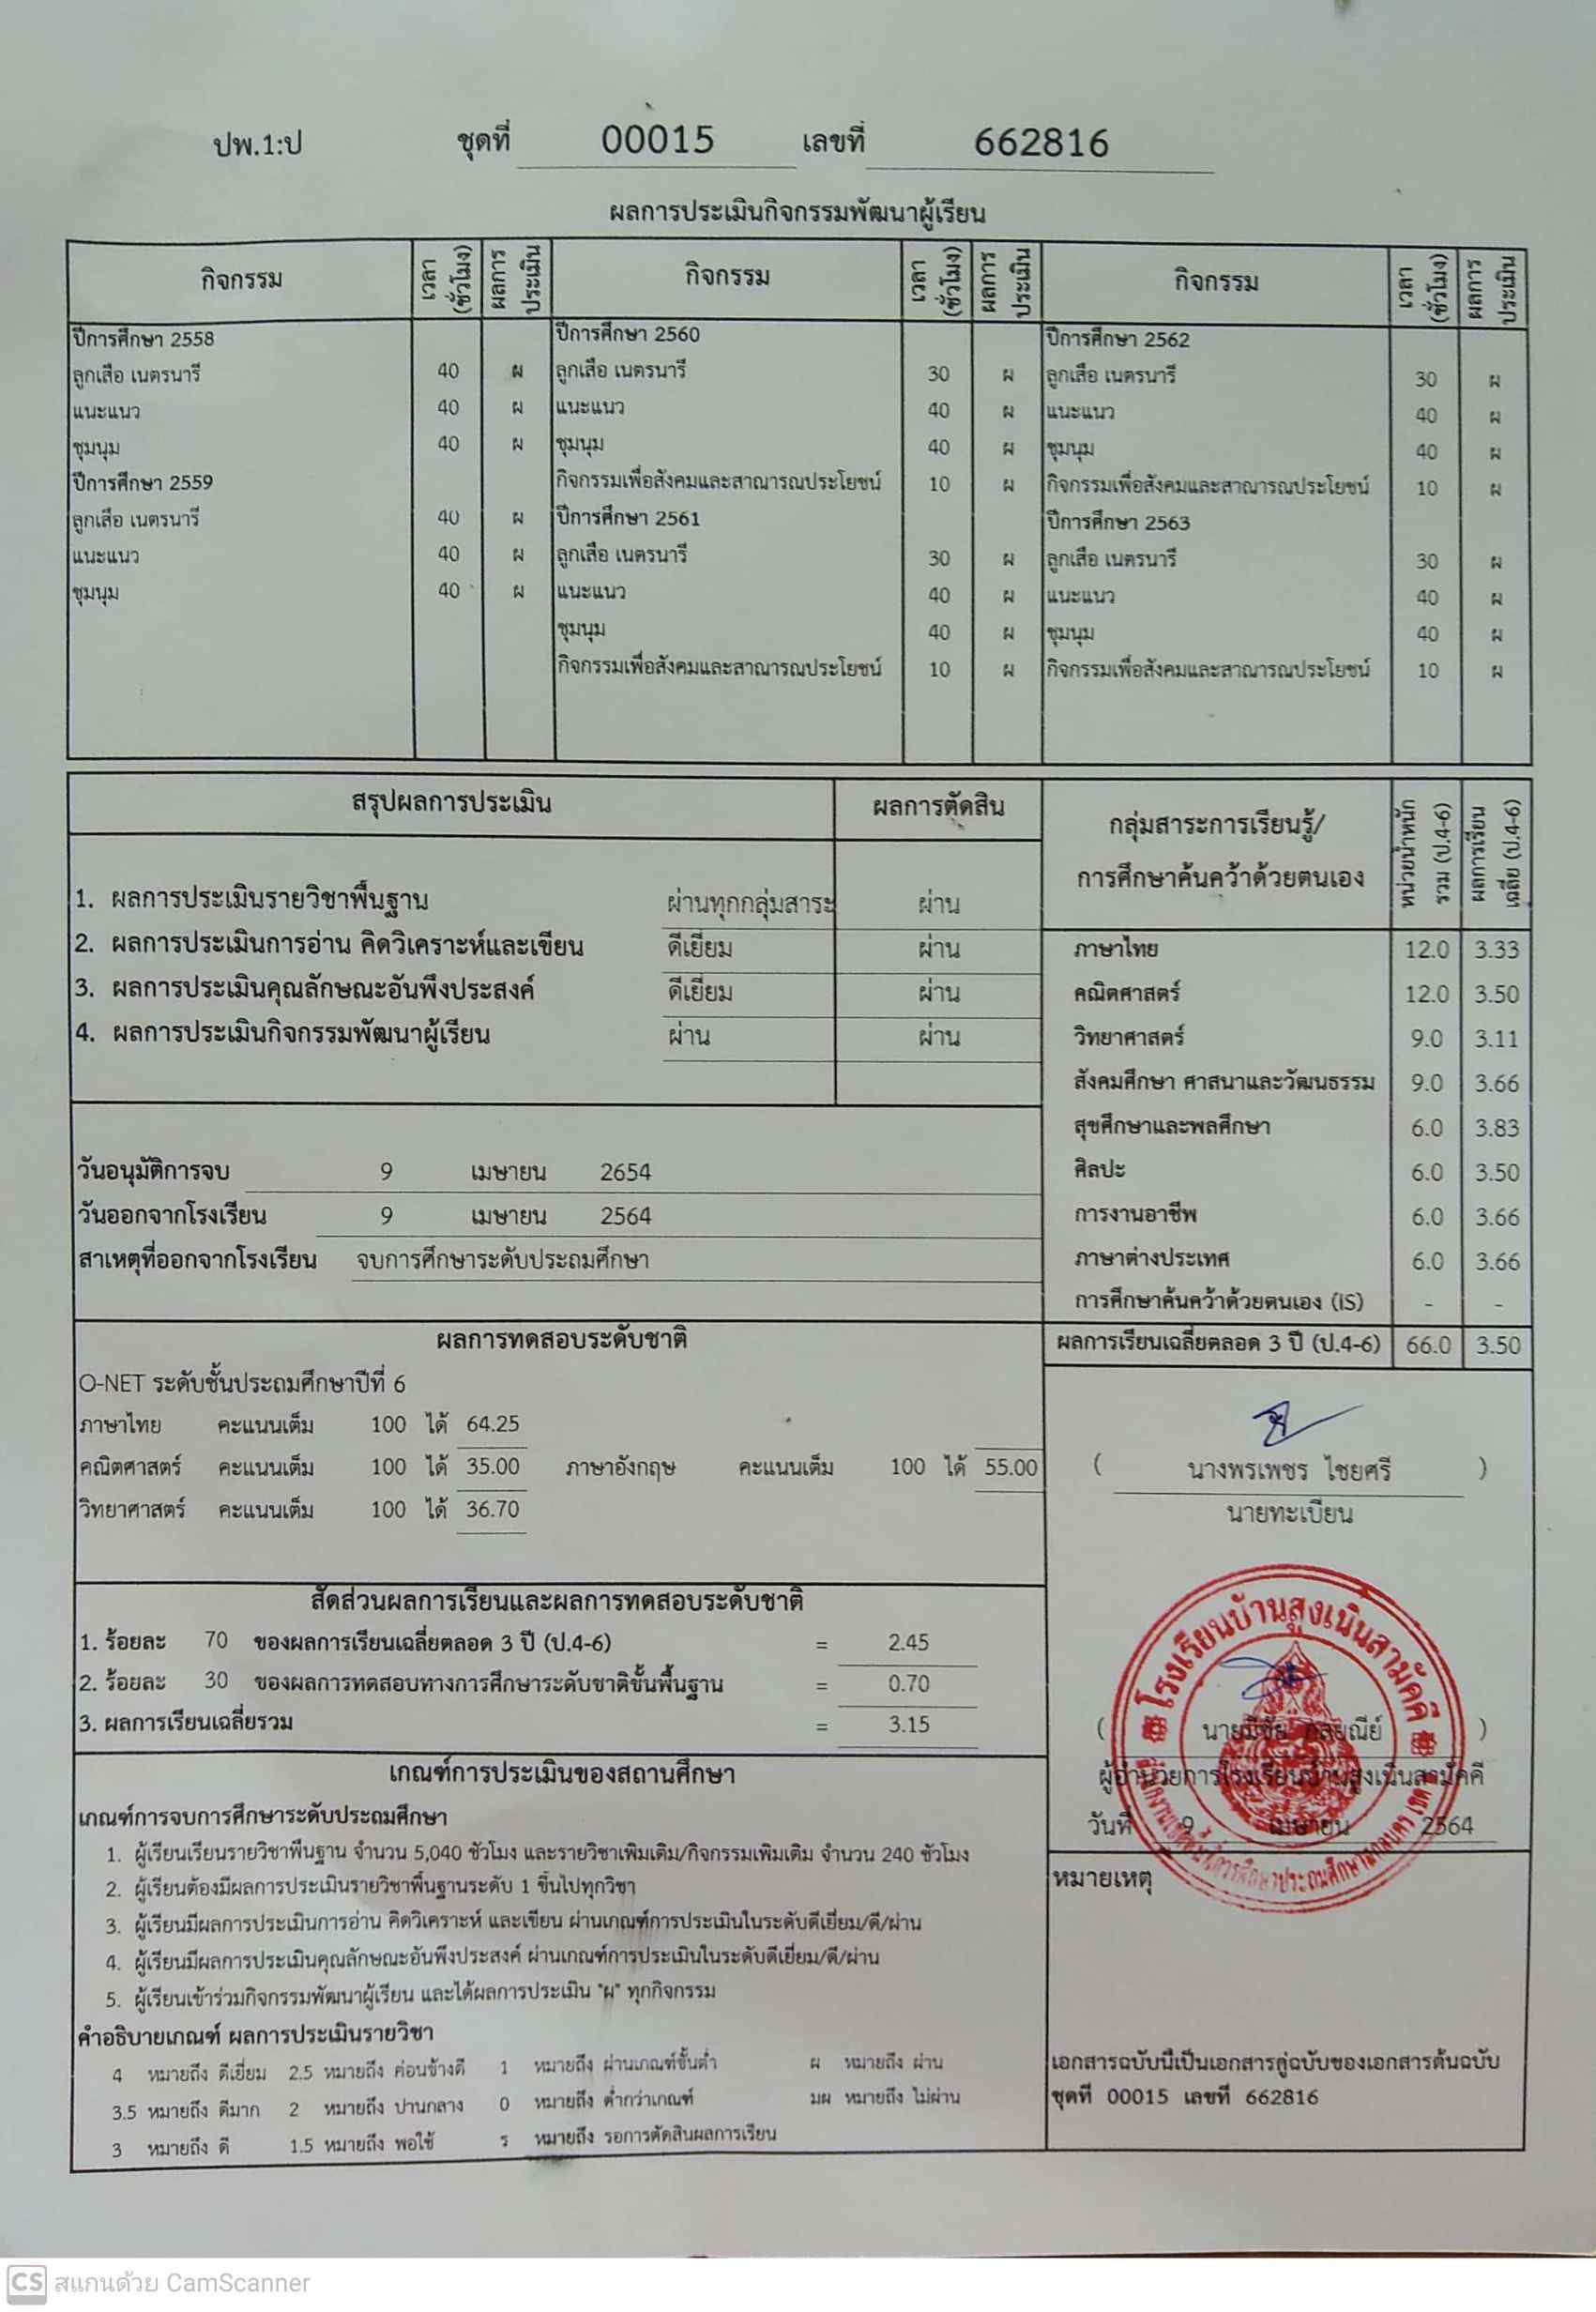 ปพ.1:ป ชุดที่ 00015 เลขที่ 662816
ผลการประเมินกิจกรรมพัฒนาผู้เรียน
กิจกรรม เวลา (ชั่วโมง) ผลการประเมิน กิจกรรม เวลา (ชั่วโมง) ผลการประเมิน กิจกรรม เวลา (ชั่วโมง) ผลการประเมิน
ปีการศึกษา 2558
ลูกเสือ เนตรนารี 40 ผ
แนะแนว 40 ผ
ชุมนุม 40 ผ
ปีการศึกษา 2559
ลูกเสือ เนตรนารี 40 ผ
แนะแนว 40 ผ
ชุมนุม 40 ผ
ปีการศึกษา 2560
ลูกเสือ เนตรนารี 30 ผ
แนะแนว 40 ผ
ชุมนุม 40 ผ
กิจกรรมเพื่อสังคมและสาณารณประโยชน์ 10 ผ
ปีการศึกษา 2561
ลูกเสือ เนตรนารี 30 ผ
แนะแนว 40 ผ
ชุมนุม 40 ผ
กิจกรรมเพื่อสังคมและสาณารณประโยชน์ 10 ผ
ปีการศึกษา 2562
ลูกเสือ เนตรนารี 30 ผ
แนะแนว 40 ผ
ชุมนุม 40 ผ
กิจกรรมเพื่อสังคมและสาณารณประโยชน์ 10 ผ
ปีการศึกษา 2563
ลูกเสือ เนตรนารี 30 ผ
แนะแนว 40 ผ
ชุมนุม 40 ผ
กิจกรรมเพื่อสังคมและสาณารณประโยชน์ 10 ผ
สรุปผลการประเมิน ผลการตัดสิน
1. ผลการประเมินรายวิชาพื้นฐาน ผ่านทุกกลุ่มสาระ ผ่าน
2. ผลการประเมินการอ่าน คิดวิเคราะห์และเขียน ดีเยี่ยม ผ่าน
3. ผลการประเมินคุณลักษณะอันพึงประสงค์ ดีเยี่ยม ผ่าน
4. ผลการประเมินกิจกรรมพัฒนาผู้เรียน ผ่าน ผ่าน
วันอนุมัติการจบ 9 เมษายน 2654
วันออกจากโรงเรียน 9 เมษายน 2564
สาเหตุที่ออกจากโรงเรียน จบการศึกษาระดับประถมศึกษา
กลุ่มสาระการเรียนรู้/
การศึกษาค้นคว้าด้วยตนเอง
หน่วยน้ำหนัก รวม (ป.4-6) ผลการเรียน เฉลี่ย (ป.4-6)
ภาษาไทย 12.0 3.33
คณิตศาสตร์ 12.0 3.50
วิทยาศาสตร์ 9.0 3.11
สังคมศึกษา ศาสนาและวัฒนธรรม 9.0 3.66
สุขศึกษาและพลศึกษา 6.0 3.83
ศิลปะ 6.0 3.50
การงานอาชีพ 6.0 3.66
ภาษาต่างประเทศ 6.0 3.66
การศึกษาค้นคว้าด้วยตนเอง (IS) - -
ผลการเรียนเฉลี่ยตลอด 3 ปี (ป.4-6) 66.0 3.50
ผลการทดสอบระดับชาติ
O-NET ระดับชั้นประถมศึกษาปีที่ 6
ภาษาไทย คะแนนเต็ม 100 ได้ 64.25
คณิตศาสตร์ คะแนนเต็ม 100 ได้ 35.00 ภาษาอังกฤษ คะแนนเต็ม 100 ได้ 55.00
วิทยาศาสตร์ คะแนนเต็ม 100 ได้ 36.70
( นางพรเพชร ไชยศรี )
นายทะเบียน
สัดส่วนผลการเรียนและผลการทดสอบระดับชาติ
1. ร้อยละ 70 ของผลการเรียนเฉลี่ยตลอด 3 ปี (ป.4-6) = 2.45
2. ร้อยละ 30 ของผลการทดสอบทางการศึกษาระดับชาติขั้นพื้นฐาน = 0.70
3. ผลการเรียนเฉลี่ยรวม = 3.15
โรงเรียนบ้านสูงเนินสามัคคี
( นายมีชัย กลยณีย์ )
ผู้อำนวยการโรงเรียนบ้านสูงเนินสามัคคี
วันที่ 9 เมษายน 2564
เกณฑ์การประเมินของสถานศึกษา
เกณฑ์การจบการศึกษาระดับประถมศึกษา
1. ผู้เรียนเรียนรายวิชาพื้นฐาน จำนวน 5,040 ชั่วโมง และรายวิชาเพิ่มเติม/กิจกรรมเพิ่มเติม จำนวน 240 ชั่วโมง
2. ผู้เรียนต้องมีผลการประเมินรายวิชาพื้นฐานระดับ 1 ขึ้นไปทุกวิชา
3. ผู้เรียนมีผลการประเมินการอ่าน คิดวิเคราะห์ และเขียน ผ่านเกณฑ์การประเมินในระดับดีเยี่ยม/ดี/ผ่าน
4. ผู้เรียนมีผลการประเมินคุณลักษณะอันพึงประสงค์ ผ่านเกณฑ์การประเมินในระดับดีเยี่ยม/ดี/ผ่าน
5. ผู้เรียนเข้าร่วมกิจกรรมพัฒนาผู้เรียน และได้ผลการประเมิน "ผ" ทุกกิจกรรม
คำอธิบายเกณฑ์ ผลการประเมินรายวิชา
4 หมายถึง ดีเยี่ยม 2.5 หมายถึง ค่อนข้างดี 1 หมายถึง ผ่านเกณฑ์ขั้นต่ำ ผ หมายถึง ผ่าน
3.5 หมายถึง ดีมาก 2 หมายถึง ปานกลาง 0 หมายถึง ต่ำกว่าเกณฑ์ มผ หมายถึง ไม่ผ่าน
3 หมายถึง ดี 1.5 หมายถึง พอใช้ ร หมายถึง รอการตัดสินผลการเรียน
หมายเหตุ
เอกสารฉบับนี้เป็นเอกสารคู่ฉบับของเอกสารต้นฉบับ
ชุดที่ 00015 เลขที่ 662816
CS สแกนด้วย CamScanner